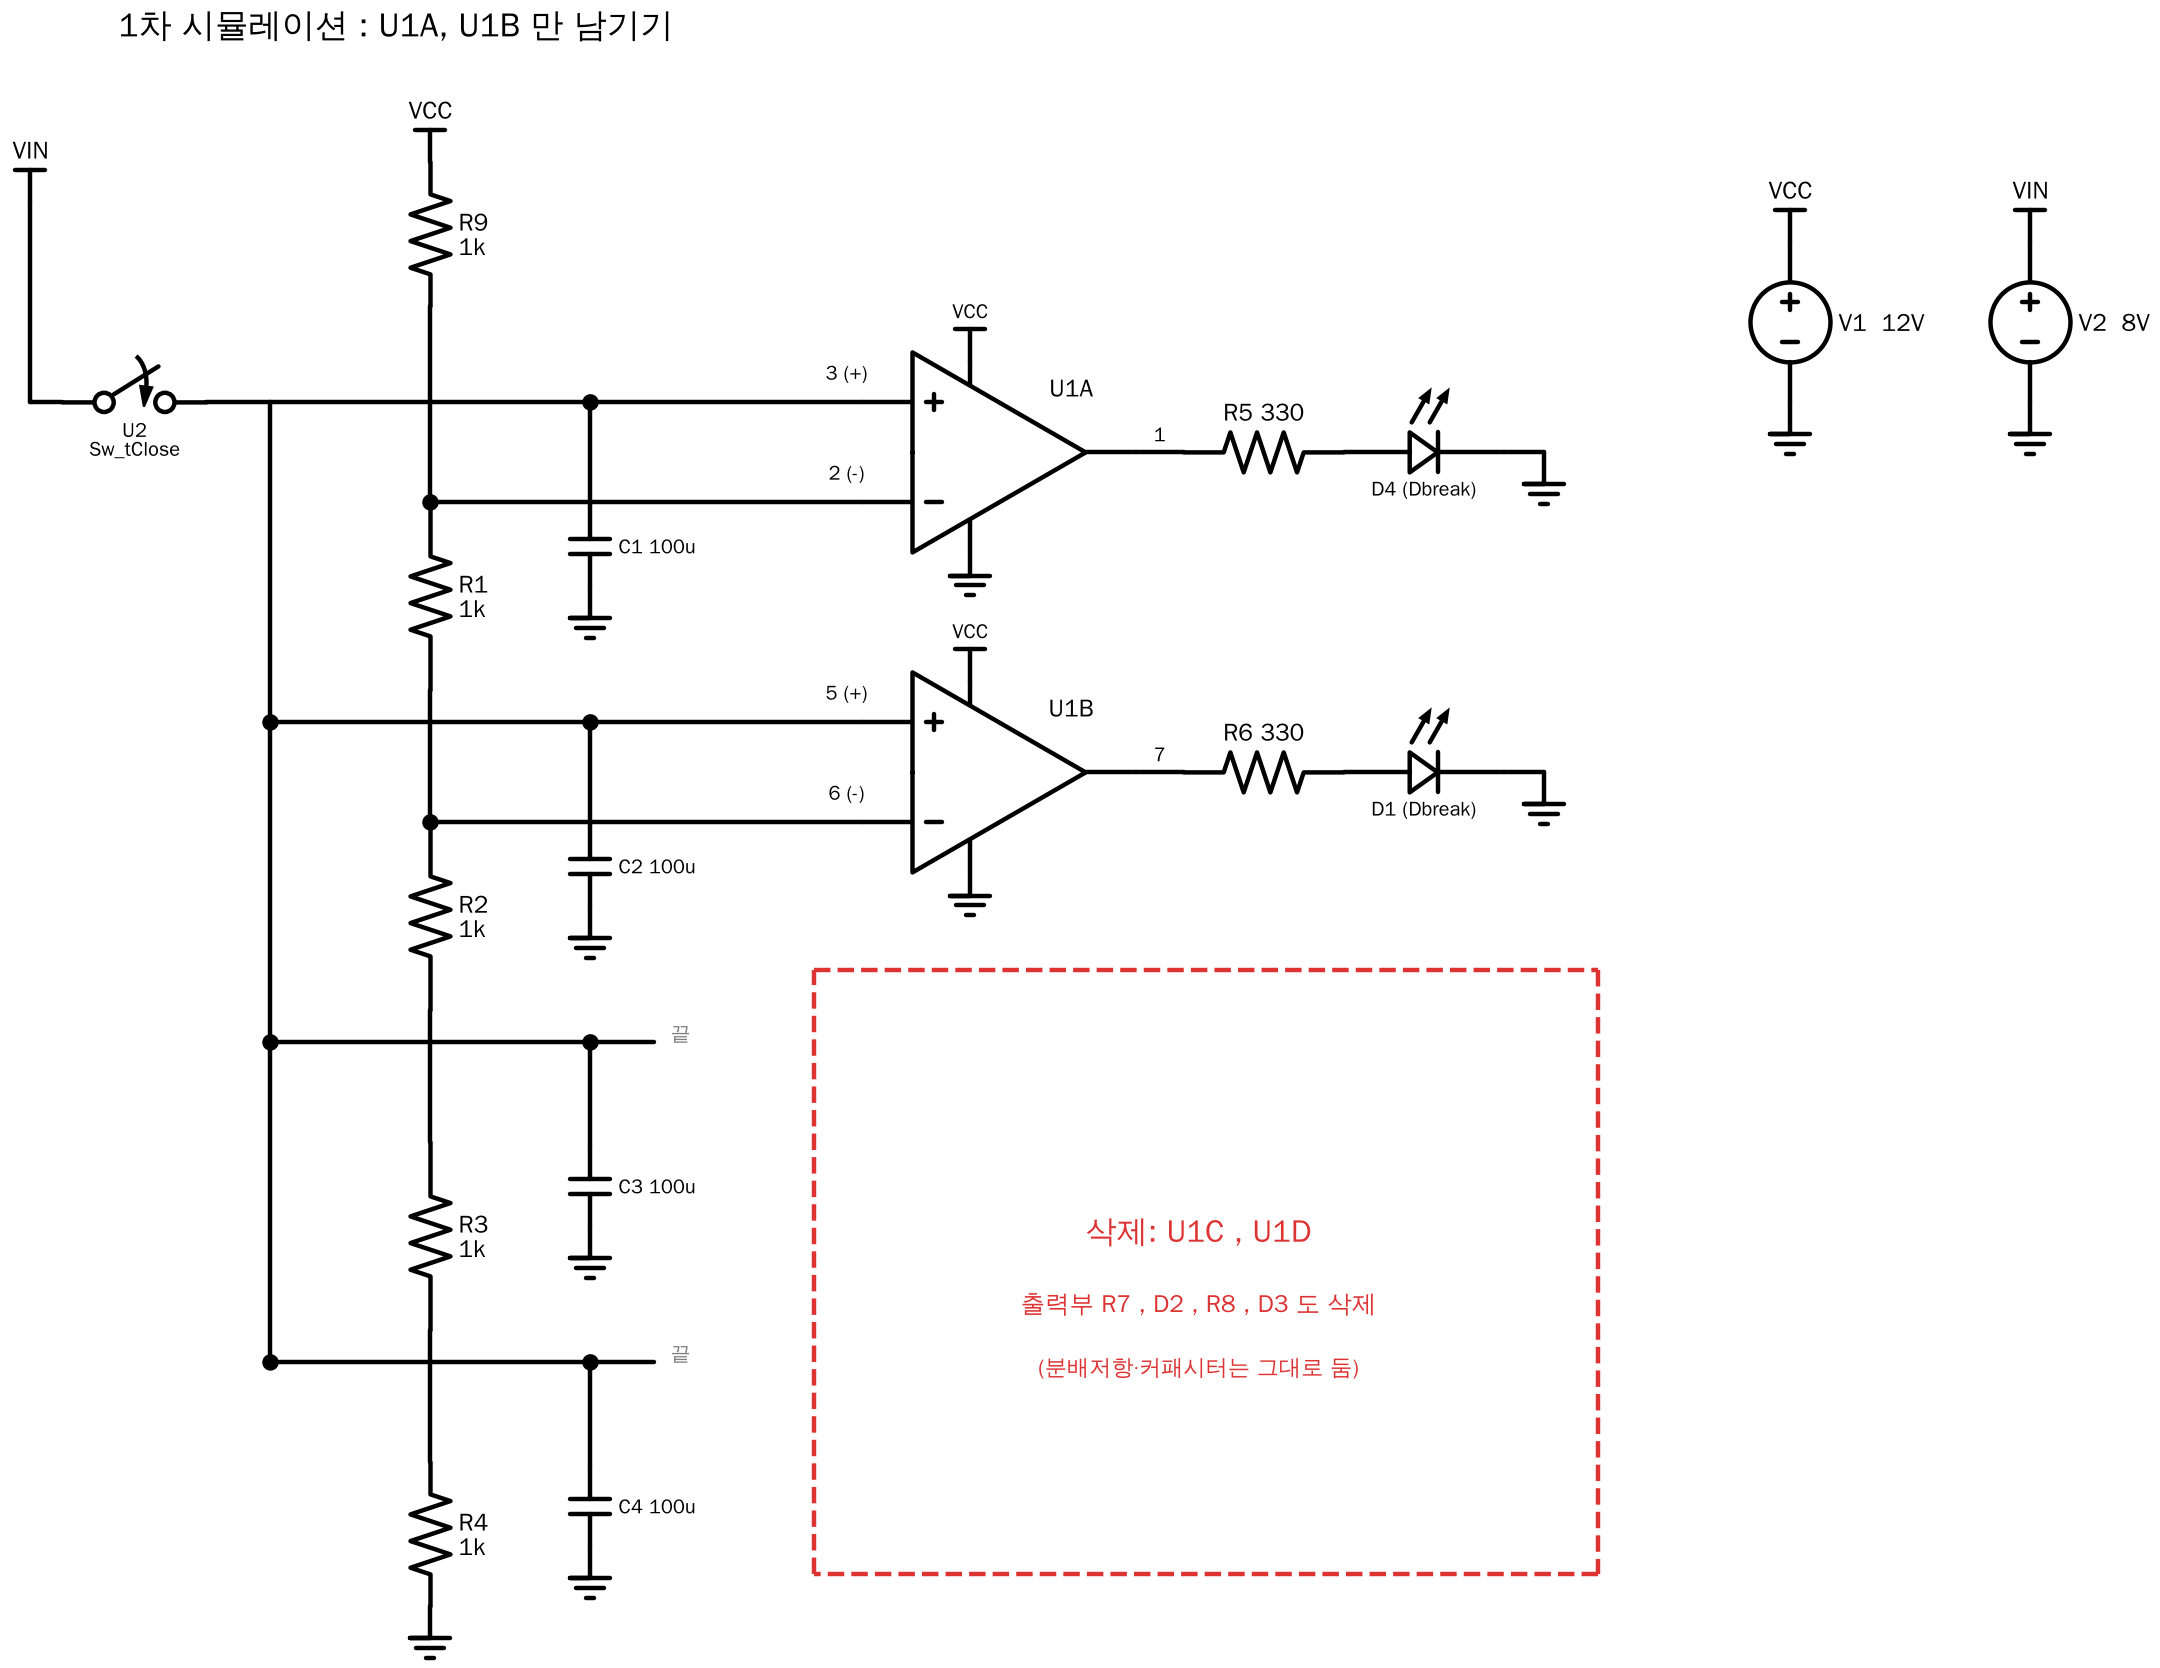 1차 시뮬레이션 : U1A, U1B 만 남기기
VCC
VIN
R9
1k
VCC
VIN
V1 12V
V2 8V
VCC
3 (+)
U1A
R5 330
1
U2
Sw_tClose
2 (-)
D4 (Dbreak)
C1 100u
R1
1k
VCC
5 (+)
U1B
R6 330
7
6 (-)
D1 (Dbreak)
C2 100u
R2
1k
끝
C3 100u
R3
1k
삭제: U1C , U1D
출력부 R7 , D2 , R8 , D3 도 삭제
(분배저항·커패시터는 그대로 둠)
끝
C4 100u
R4
1k